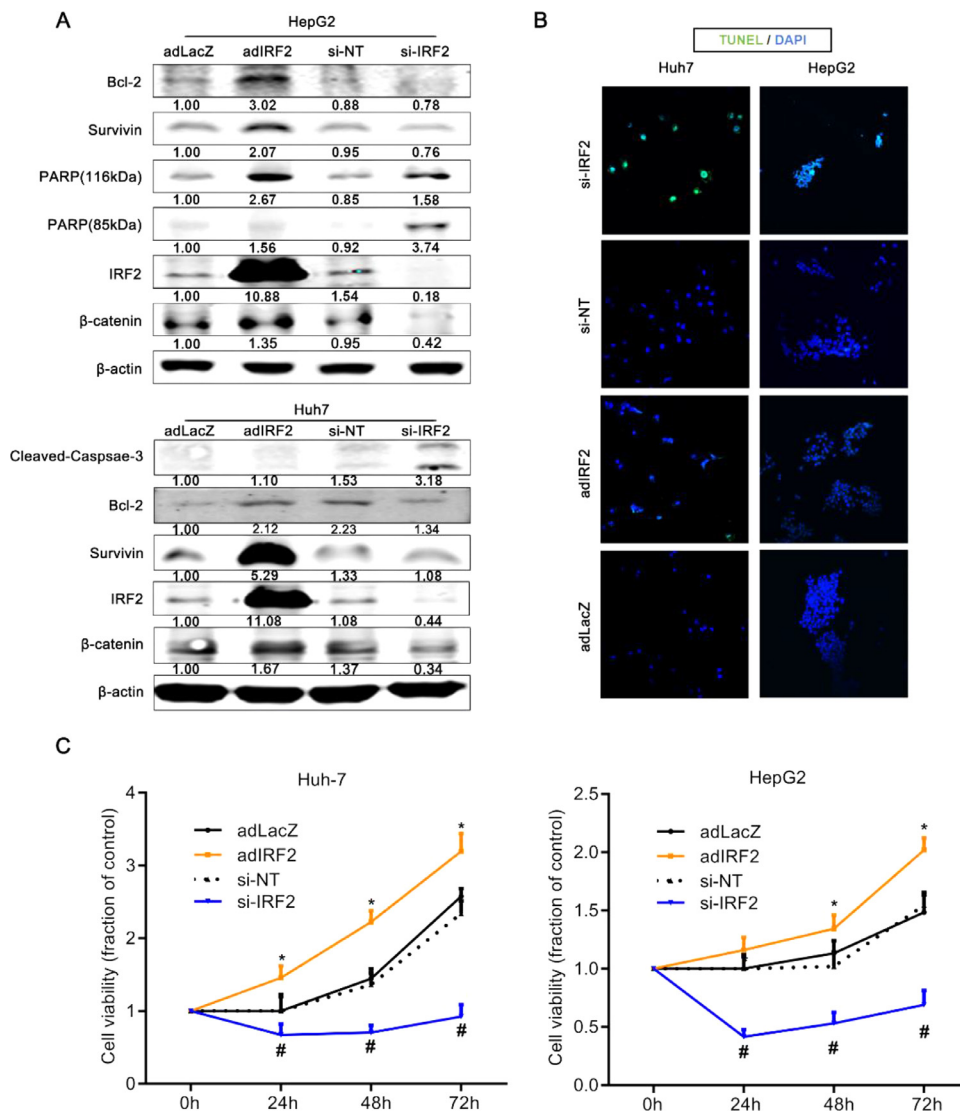 A
HepG2
adLacZ adIRF2 si-NT si-IRF2
Bcl-2
1.00 3.02 0.88 0.78
Survivin
1.00 2.07 0.95 0.76
PARP(116kDa)
1.00 2.67 0.85 1.58
PARP(85kDa)
1.00 1.56 0.92 3.74
IRF2
1.00 10.88 1.54 0.18
β-catenin
1.00 1.35 0.95 0.42
β-actin
Huh7
adLacZ adIRF2 si-NT si-IRF2
Cleaved-Caspsae-3
1.00 1.10 1.53 3.18
Bcl-2
1.00 2.12 2.23 1.34
Survivin
1.00 5.29 1.33 1.08
IRF2
1.00 11.08 1.08 0.44
β-catenin
1.00 1.67 1.37 0.34
β-actin
B
TUNEL / DAPI
Huh7 HepG2
si-IRF2
si-NT
adIRF2
adLacZ
C
Huh-7
Cell viability (fraction of control)
4
3
2
1
0
adLacZ
adIRF2
si-NT
si-IRF2
* * *
# # #
0h 24h 48h 72h
HepG2
Cell viability (fraction of control)
2.5
2.0
1.5
1.0
0.5
0.0
adLacZ
adIRF2
si-NT
si-IRF2
* *
# # #
0h 24h 48h 72h